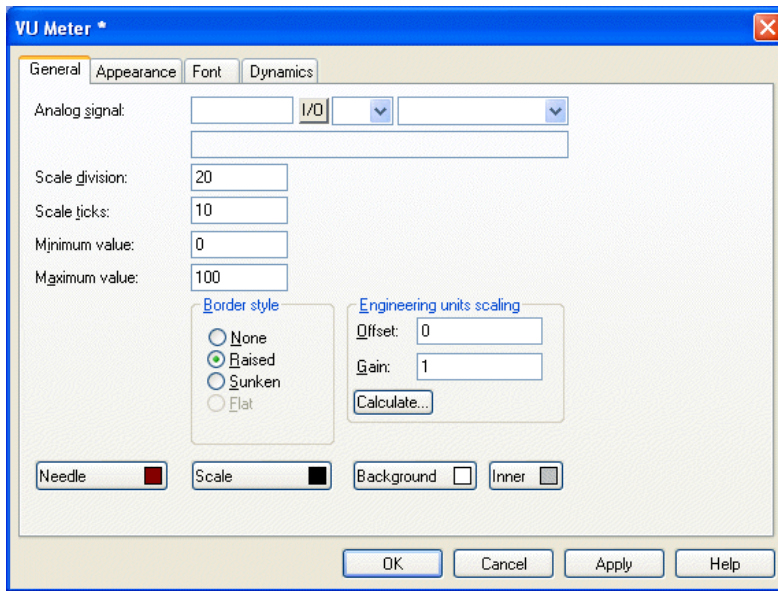 VU Meter *
General Appearance Font Dynamics
Analog signal: I/O
Scale division: 20
Scale ticks: 10
Minimum value: 0
Maximum value: 100
Border style
None
Raised
Sunken
Flat
Engineering units scaling
Offset: 0
Gain: 1
Calculate...
Needle Scale Background Inner
OK Cancel Apply Help